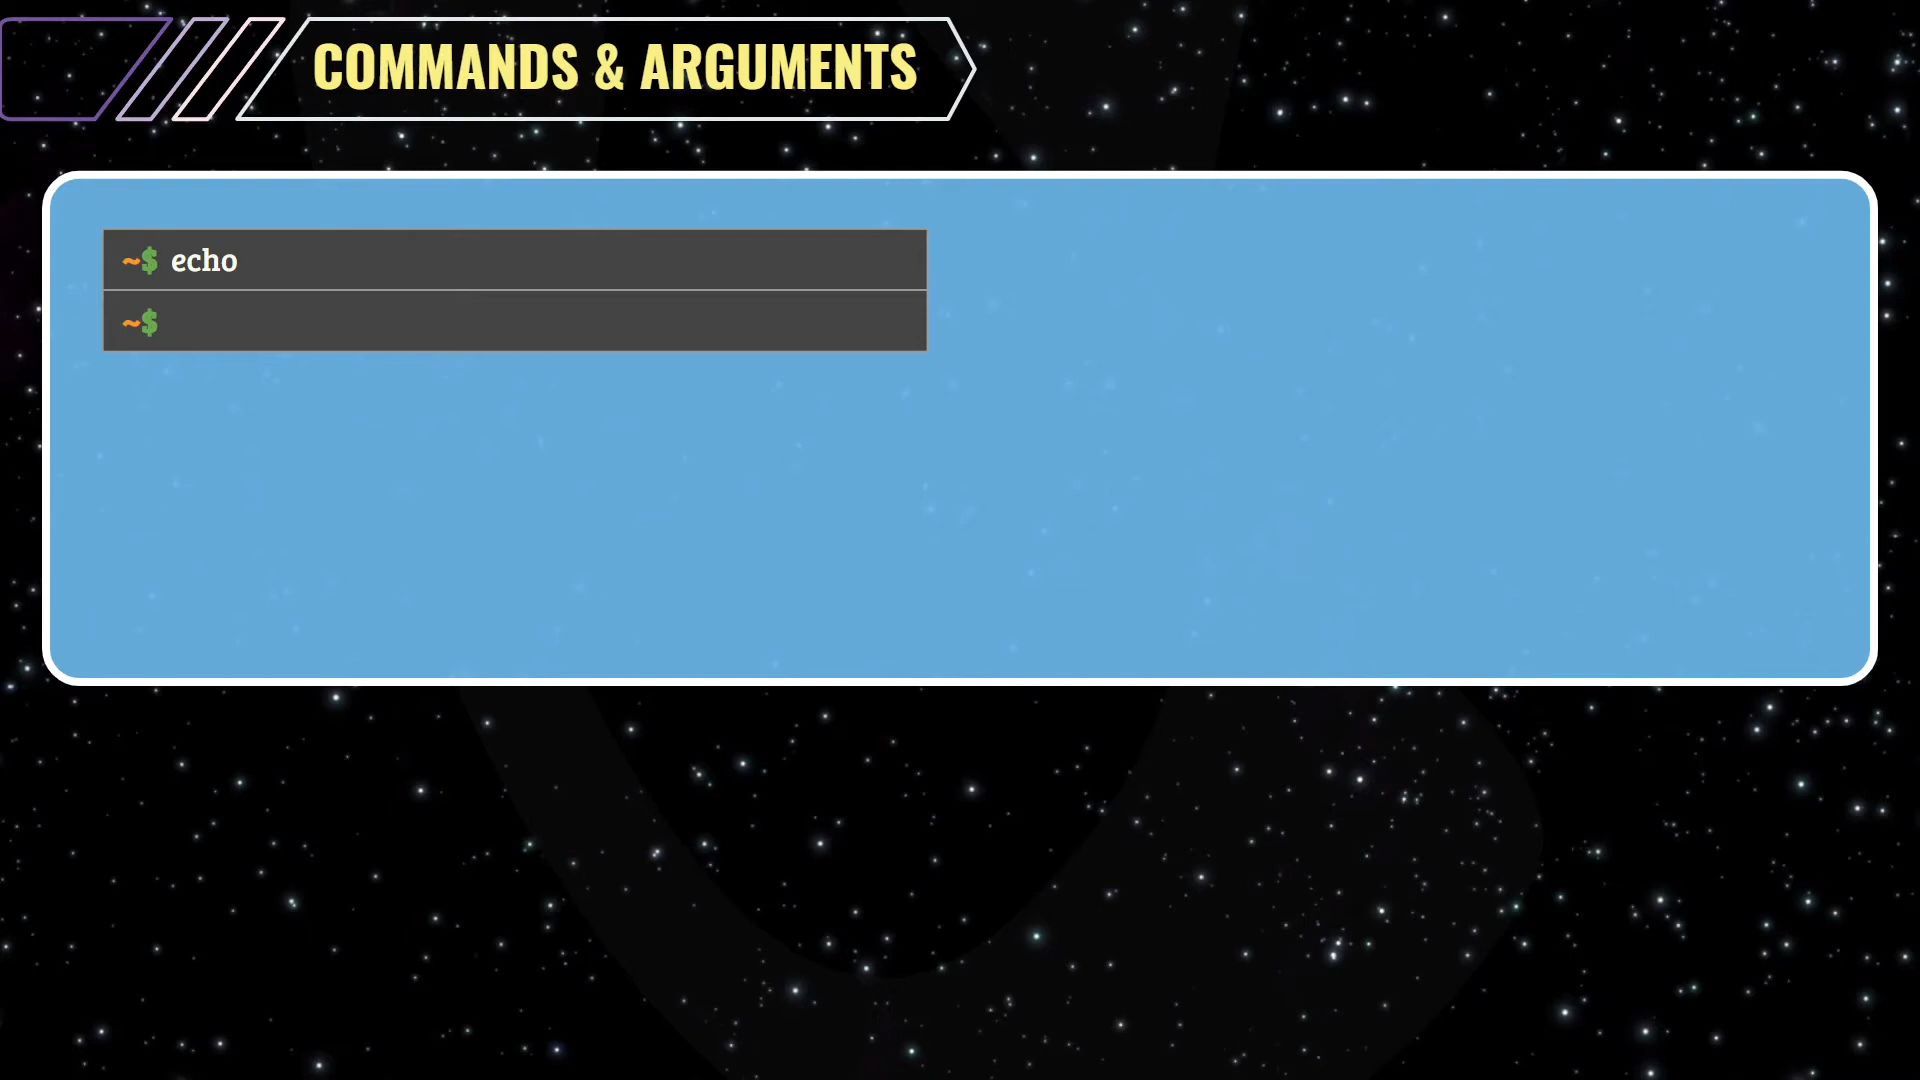 COMMANDS & ARGUMENTS
~$ echo
~$